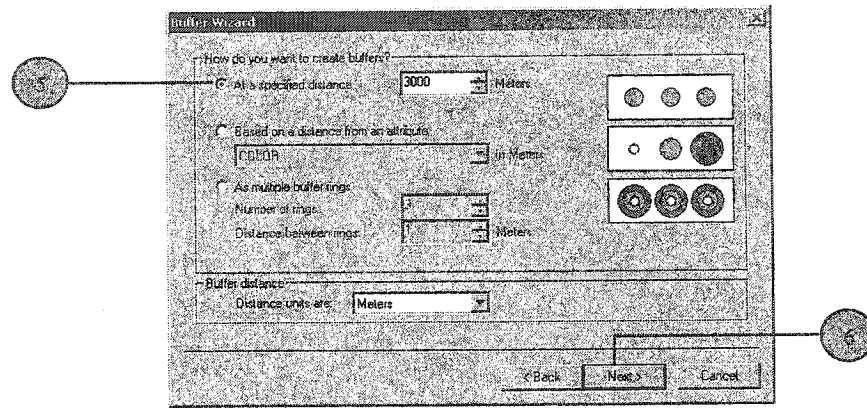 Buffer Wizard
How do you want to create buffers?
At a specified distance 3000 Meters
Based on a distance from an attribute
COLOR in Meters
As multiple buffer rings
Number of rings: 3
Distance between rings: 1 Meters
Buffer distance
Distance units are: Meters
< Back Next > Cancel
5
6